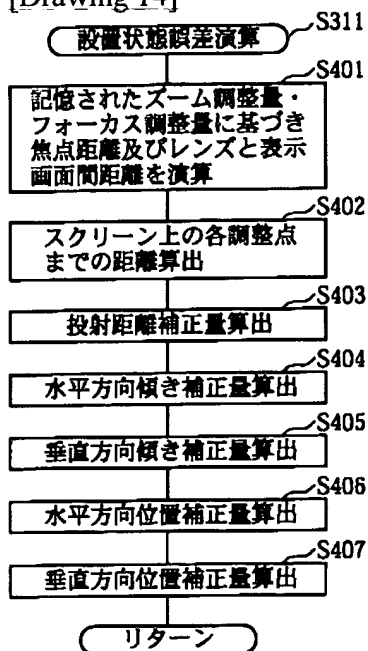 [Drawing 14]
設置状態誤差演算
S311
S401
記憶されたズーム調整量・
フォーカス調整量に基づき
焦点距離及びレンズと表示
画面間距離を演算
S402
スクリーン上の各調整点
までの距離算出
S403
投射距離補正量算出
S404
水平方向傾き補正量算出
S405
垂直方向傾き補正量算出
S406
水平方向位置補正量算出
S407
垂直方向位置補正量算出
リターン